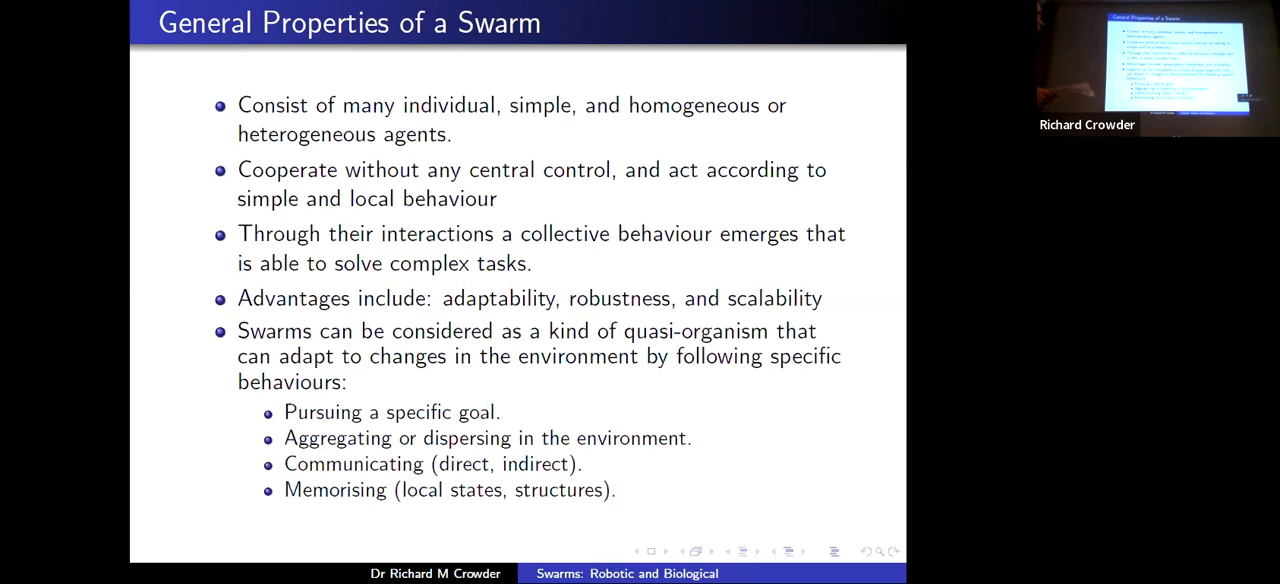 General Properties of a Swarm
Consist of many individual, simple, and homogeneous or
heterogeneous agents.
Cooperate without any central control, and act according to
simple and local behaviour
Through their interactions a collective behaviour emerges that
is able to solve complex tasks.
Advantages include: adaptability, robustness, and scalability
Swarms can be considered as a kind of quasi-organism that
can adapt to changes in the environment by following specific
behaviours:
Pursuing a specific goal.
Aggregating or dispersing in the environment.
Communicating (direct, indirect).
Memorising (local states, structures).
Dr Richard M Crowder
Swarms: Robotic and Biological
General Properties of a Swarm
Richard Crowder